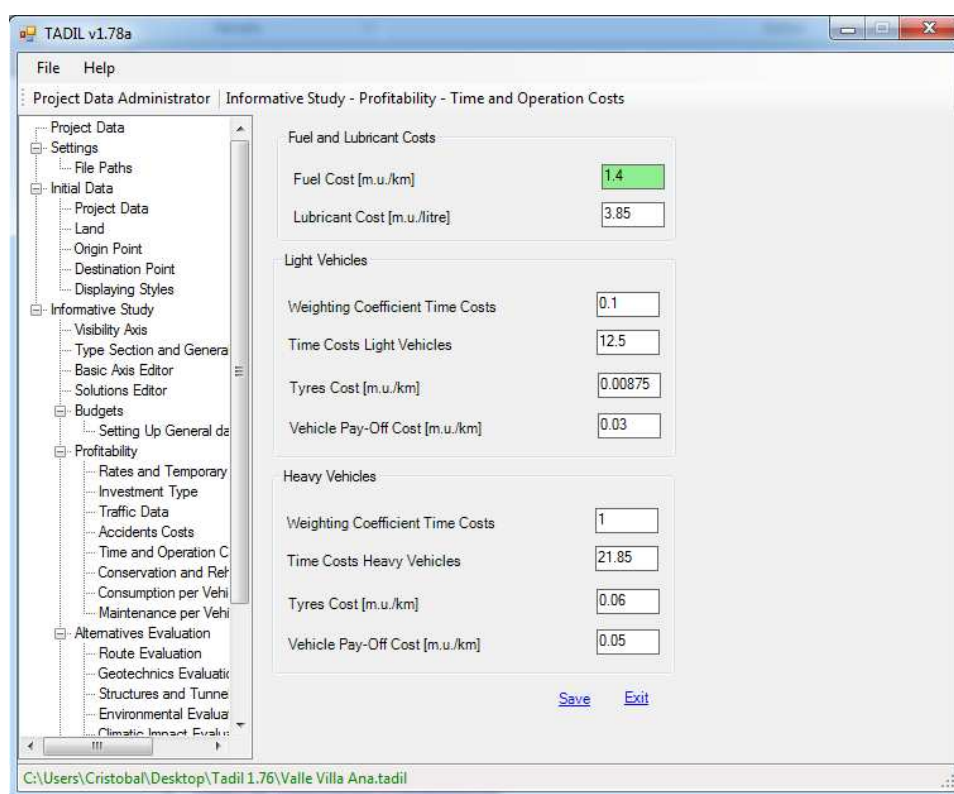 TADIL v1.78a
File Help
Project Data Administrator Informative Study - Profitability - Time and Operation Costs
Project Data
Settings
File Paths
Initial Data
Project Data
Land
Origin Point
Destination Point
Displaying Styles
Informative Study
Visibility Axis
Type Section and Genera
Basic Axis Editor
Solutions Editor
Budgets
Setting Up General da
Profitability
Rates and Temporary
Investment Type
Traffic Data
Accidents Costs
Time and Operation C
Conservation and Reh
Consumption per Vehi
Maintenance per Vehi
Alternatives Evaluation
Route Evaluation
Geotechnics Evaluatic
Structures and Tunne
Environmental Evalua
Climatic Impact Evalu
Fuel and Lubricant Costs
Fuel Cost [m.u./km] 1.4
Lubricant Cost [m.u./litre] 3.85
Light Vehicles
Weighting Coefficient Time Costs 0.1
Time Costs Light Vehicles 12.5
Tyres Cost [m.u./km] 0.00875
Vehicle Pay-Off Cost [m.u./km] 0.03
Heavy Vehicles
Weighting Coefficient Time Costs 1
Time Costs Heavy Vehicles 21.85
Tyres Cost [m.u./km] 0.06
Vehicle Pay-Off Cost [m.u./km] 0.05
Save Exit
C:\Users\Cristobal\Desktop\Tadil 1.76\Valle Villa Ana.tadil